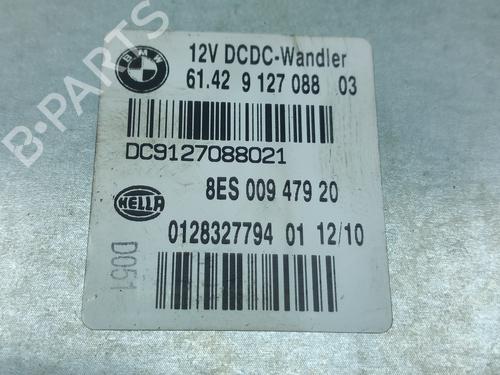 BMW
12V DCDC-Wandler
61.42 9 127 088 03
DC9127088021
8ES 009 479 20
HELLA
0128327794 01 12/10
D051
B-PARTS